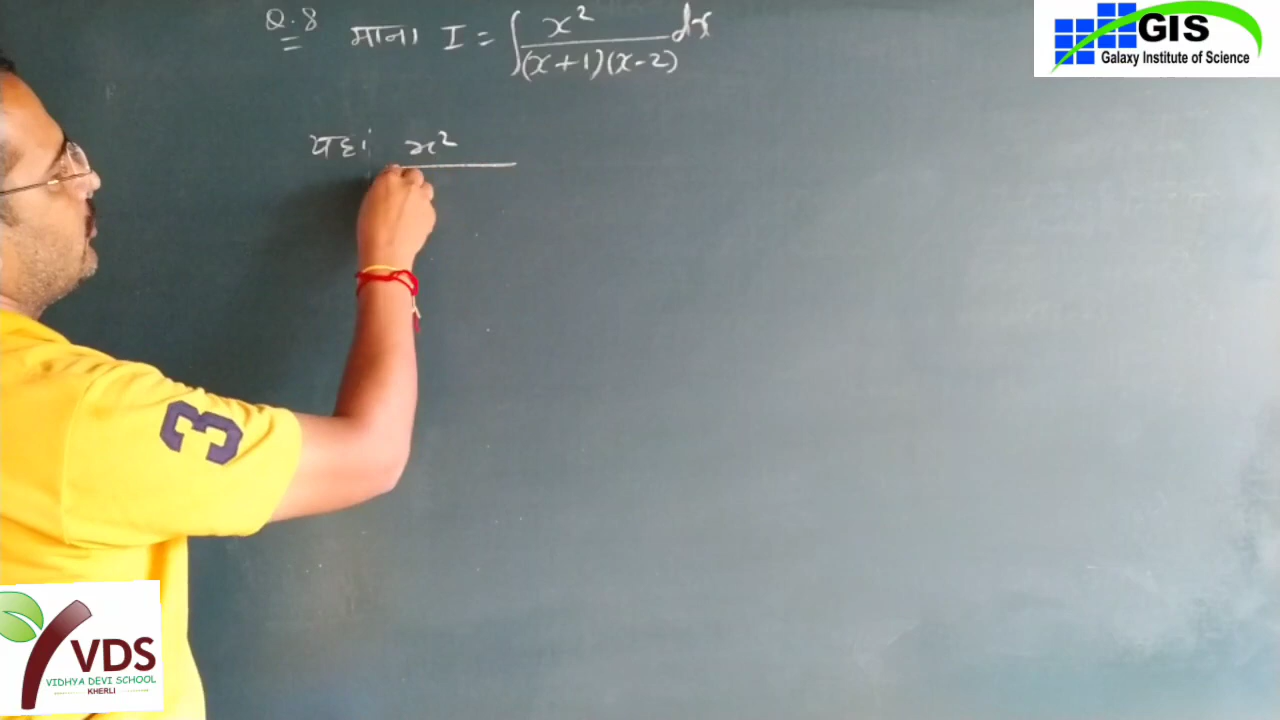 Q.8 माना I = ∫ x² / (x+1)(x-2) dx
यहां x²
GIS
Galaxy Institute of Science
3
VDS
VIDHYA DEVI SCHOOL
KHERLI